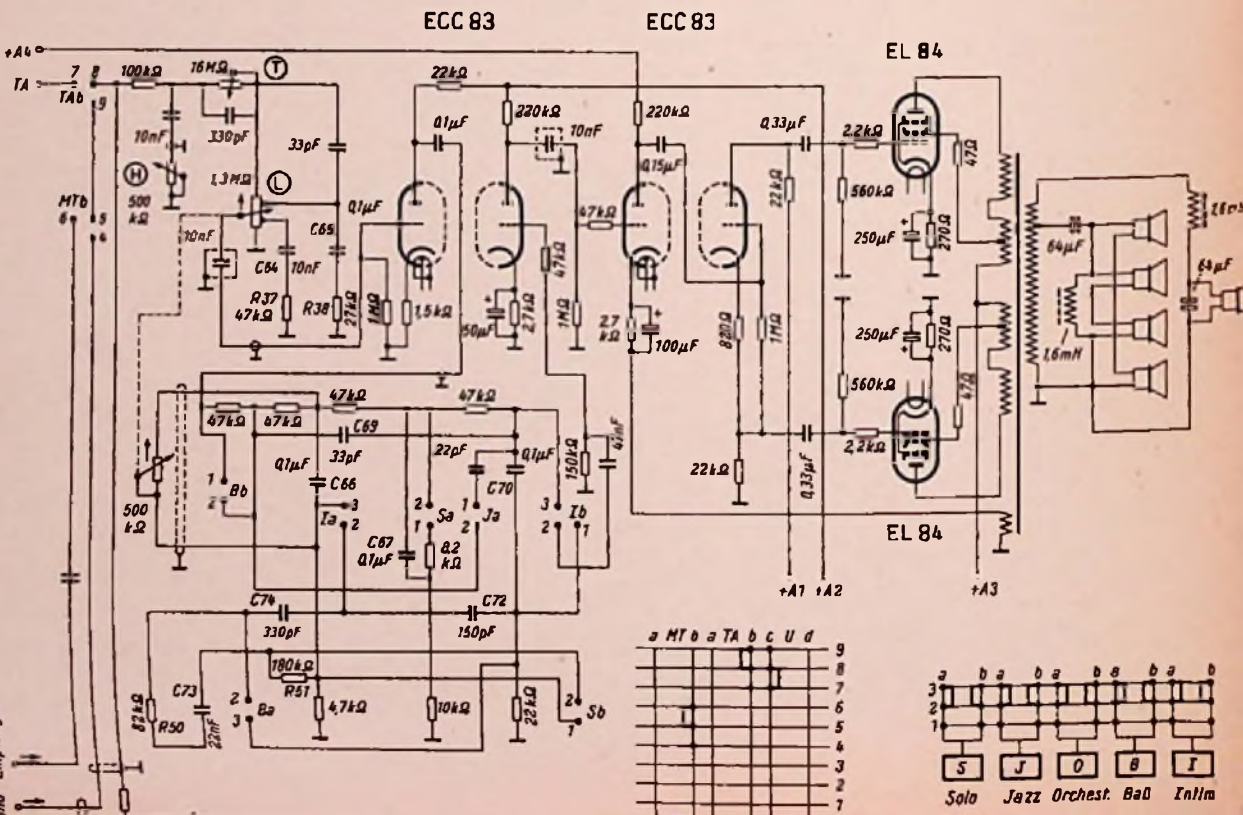 ECC 83 ECC 83
EL 84
+A4
TA 7 8 100kΩ 16MΩ T
TAb 9
22kΩ
220kΩ
220kΩ
0,1µF
10nF
330pF
33pF
10nF
0,15µF
0,33µF
2,2kΩ
47Ω
H 500 kΩ
1,3MΩ L
0,1µF
47kΩ
22kΩ
560kΩ
250µF
270Ω
64µF
1,6mH
64µF
MTb
6 5
4
10nF
C64
10nF
C65
R37
47kΩ
R38
27kΩ
1MΩ
1,5kΩ
50µF
2,7kΩ
47kΩ
1MΩ
2,7 kΩ
100µF
820Ω
1MΩ
250µF
270Ω
1,6mH
47kΩ 47kΩ 47kΩ 47kΩ
560kΩ
47Ω
C69
33pF
22pF
0,1µF
150kΩ
47nF
22kΩ
0,33µF
2,2kΩ
0,1µF
C66
C70
500 kΩ
1 Bb
2
Ia 3
2
2 Sa
1
1 Ja
2
3 Ib
2 1
C67
0,1µF
8,2 kΩ
EL 84
+A1 +A2 +A3
C74
330pF
C72
150pF
82kΩ
R50
C73
22nF
180kΩ
R51
2 Ba
3
4,7kΩ
10kΩ
22kΩ
2 Sb
1
a MT b a TA b c U d
9
8
7
6
5
4
3
2
1
a b a b a b a b a b
3
2
1
S J O B I
Solo Jazz Orchest. Baß Intim